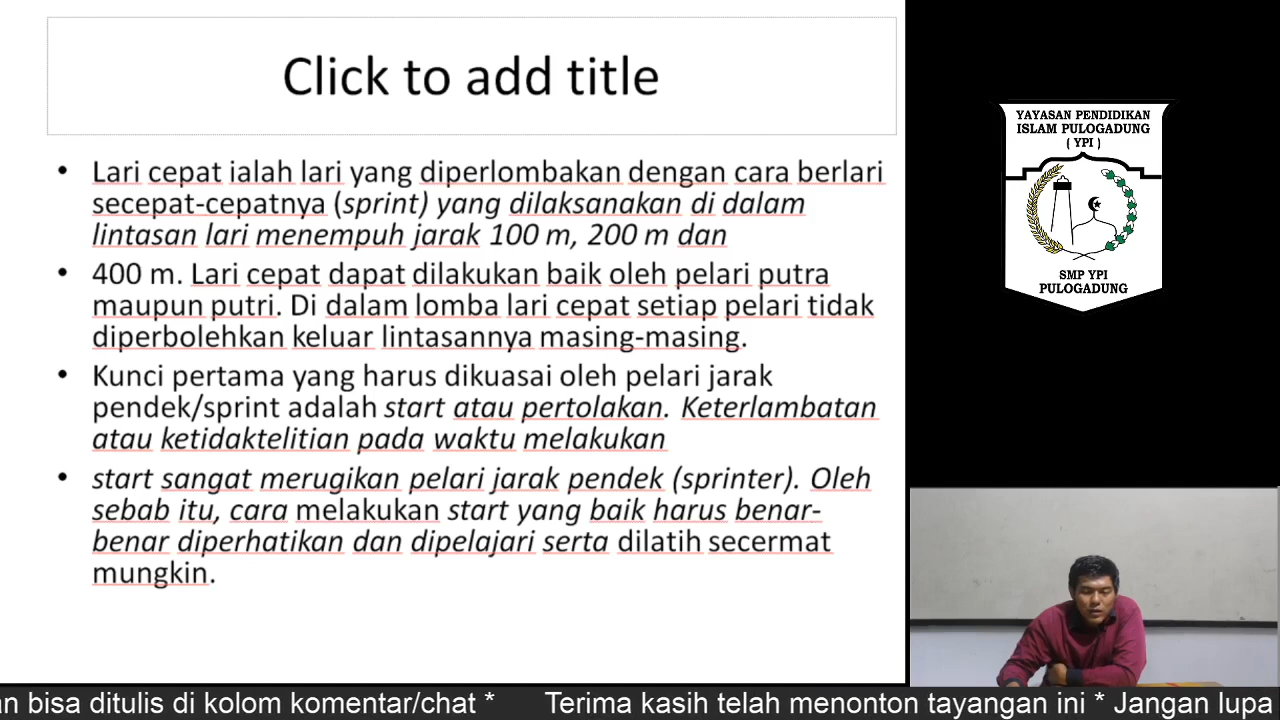 Click to add title
• Lari cepat ialah lari yang diperlombakan dengan cara berlari
secepat-cepatnya (sprint) yang dilaksanakan di dalam
lintasan lari menempuh jarak 100 m, 200 m dan
• 400 m. Lari cepat dapat dilakukan baik oleh pelari putra
maupun putri. Di dalam lomba lari cepat setiap pelari tidak
diperbolehkan keluar lintasannya masing-masing.
• Kunci pertama yang harus dikuasai oleh pelari jarak
pendek/sprint adalah start atau pertolakan. Keterlambatan
atau ketidaktelitian pada waktu melakukan
• start sangat merugikan pelari jarak pendek (sprinter). Oleh
sebab itu, cara melakukan start yang baik harus benar-
benar diperhatikan dan dipelajari serta dilatih secermat
mungkin.
YAYASAN PENDIDIKAN
ISLAM PULOGADUNG
( YPI )
SMP YPI
PULOGADUNG
an bisa ditulis di kolom komentar/chat * Terima kasih telah menonton tayangan ini * Jangan lupa